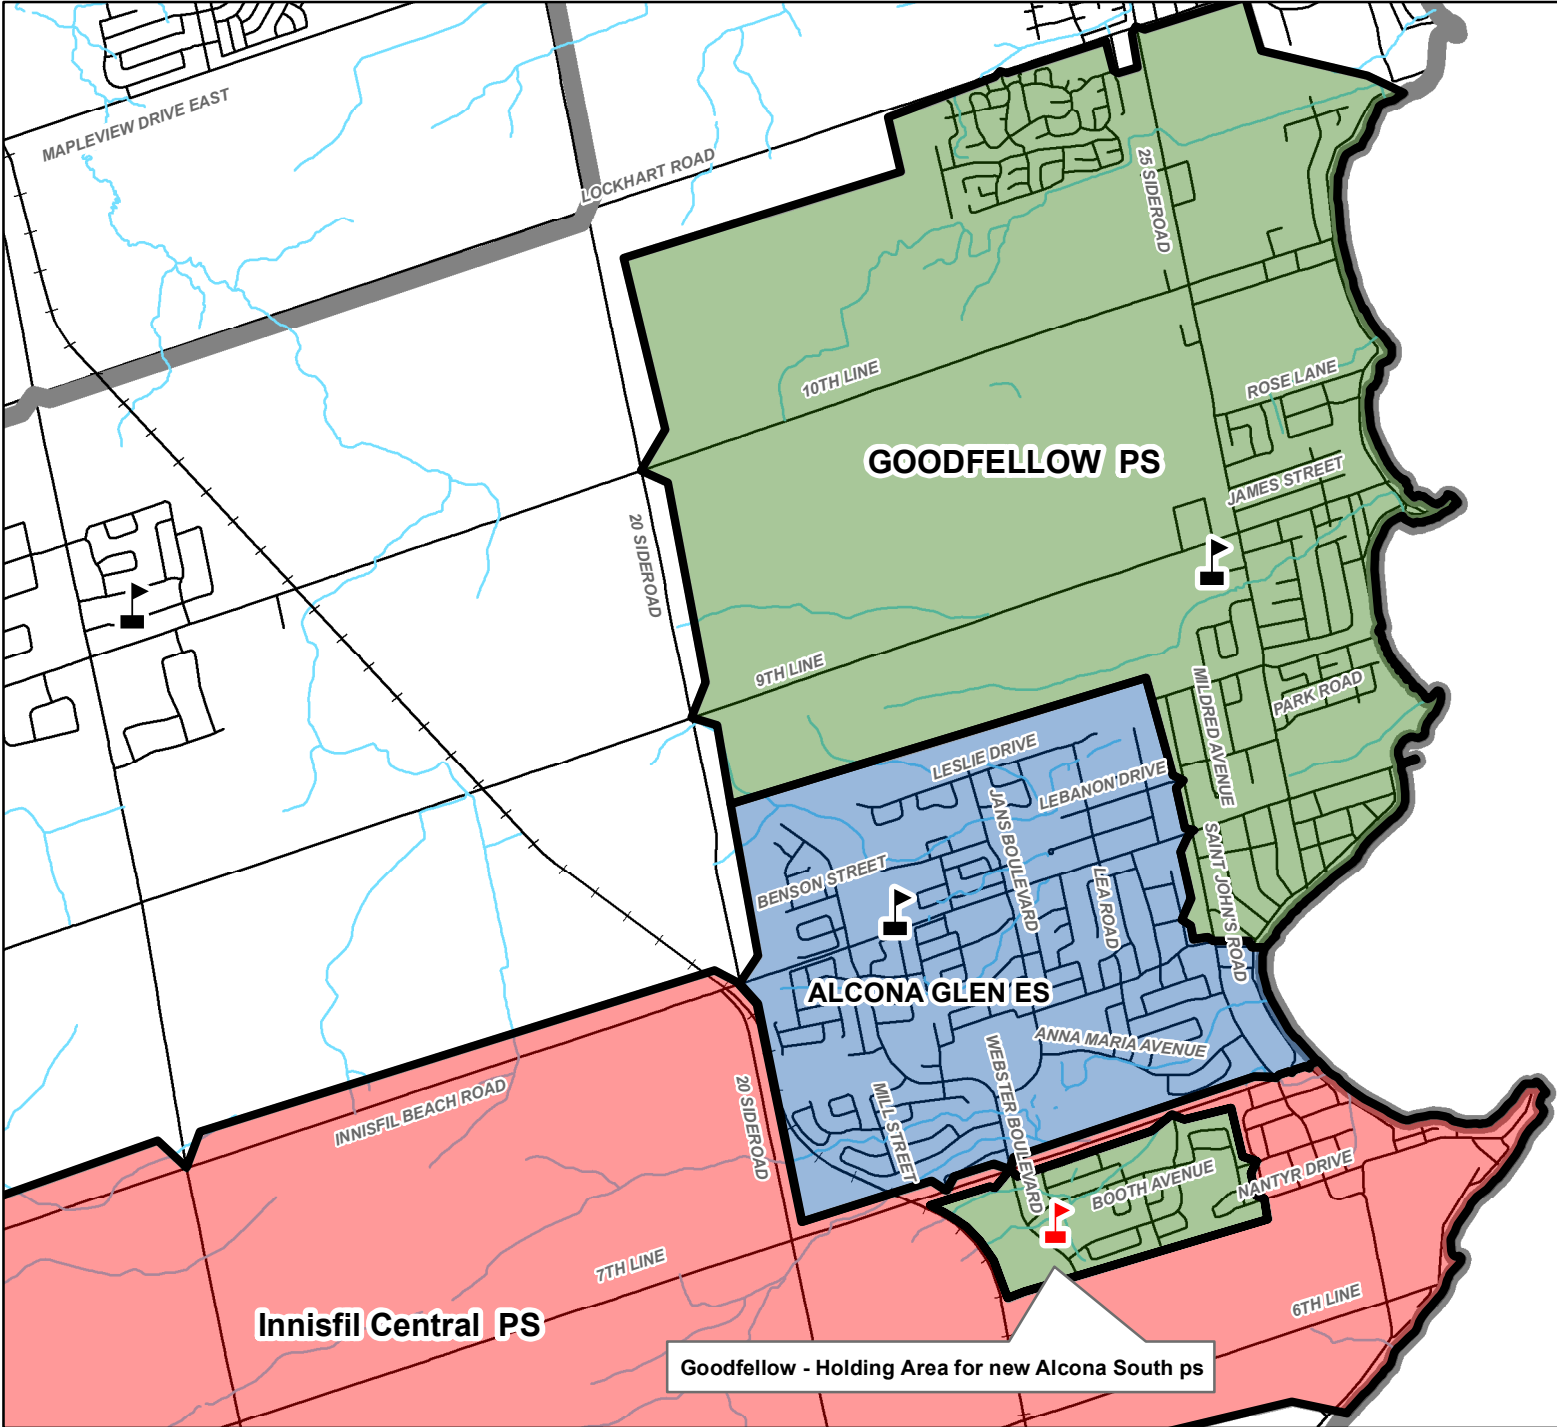 MAPLEVIEW DRIVE EAST
LOCKHART ROAD
25 SIDEROAD
10TH LINE
ROSE LANE
GOODFELLOW PS
JAMES STREET
20 SIDEROAD
9TH LINE
MILDRED AVENUE
PARK ROAD
LESLIE DRIVE
LEBANON DRIVE
JANS BOULEVARD
SAINT JOHN'S ROAD
BENSON STREET
LEA ROAD
ALCONA GLEN ES
ANNA MARIA AVENUE
WEBSTER BOULEVARD
INNISFIL BEACH ROAD
20 SIDEROAD
MILL STREET
BOOTH AVENUE
NANTYR DRIVE
7TH LINE
6TH LINE
Innisfil Central PS
Goodfellow - Holding Area for new Alcona South ps